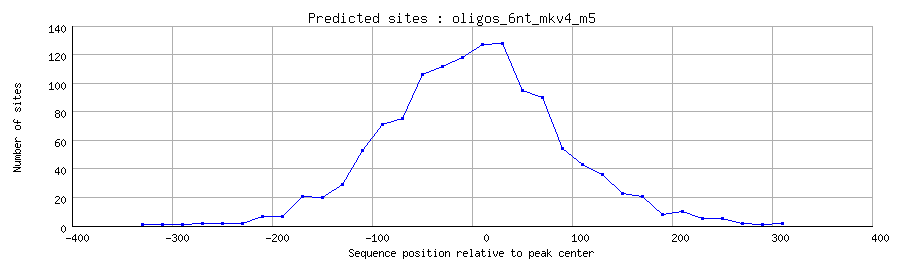 Predicted sites : oligos_6nt_mkv4_m5
140
120
100
80
60
40
20
0
Number of sites
-400 -300 -200 -100 0 100 200 300 400
Sequence position relative to peak center